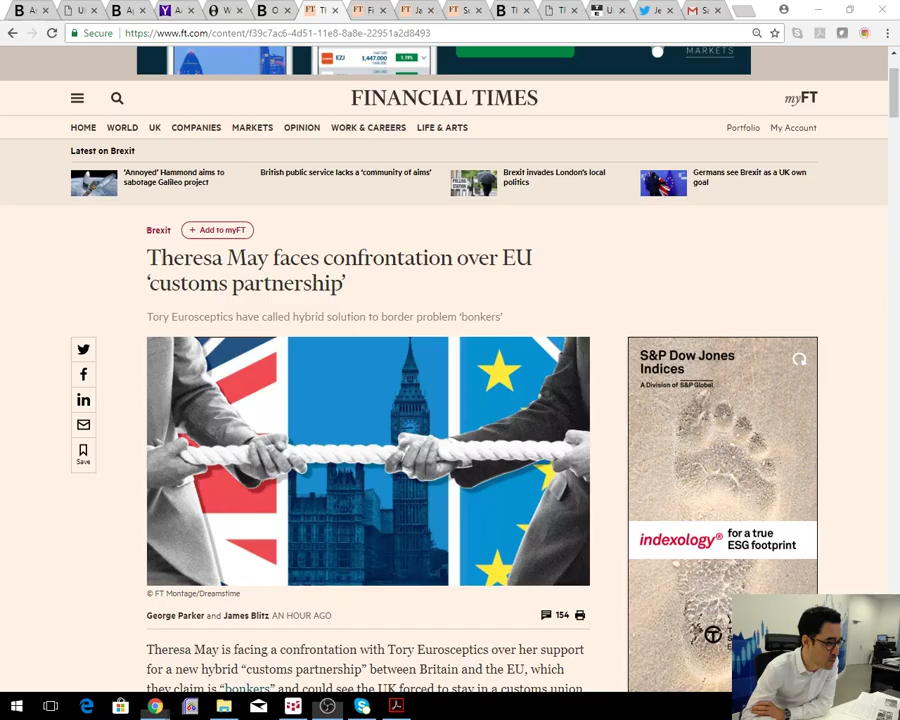 Secure
https://www.ft.com/content/f39c7ac6-4d51-11e8-8a8e-22951a2d8493
EZJ
1,447.000
1.19%
MARKETS
FINANCIAL TIMES
myFT
HOME WORLD UK COMPANIES MARKETS OPINION WORK & CAREERS LIFE & ARTS
Portfolio My Account
Latest on Brexit
'Annoyed' Hammond aims to
sabotage Galileo project
British public service lacks a 'community of aims'
Brexit invades London's local
politics
Germans see Brexit as a UK own
goal
POLLING
STATION
Brexit
+ Add to myFT
Theresa May faces confrontation over EU
‘customs partnership’
Tory Eurosceptics have called hybrid solution to border problem ‘bonkers’
Save
S&P Dow Jones
Indices
A Division of S&P Global
indexology® for a true
ESG footprint
© FT Montage/Dreamstime
George Parker and James Blitz AN HOUR AGO
154
Theresa May is facing a confrontation with Tory Eurosceptics over her support
for a new hybrid “customs partnership” between Britain and the EU, which
they claim is “bonkers” and could see the UK forced to stay in a customs union